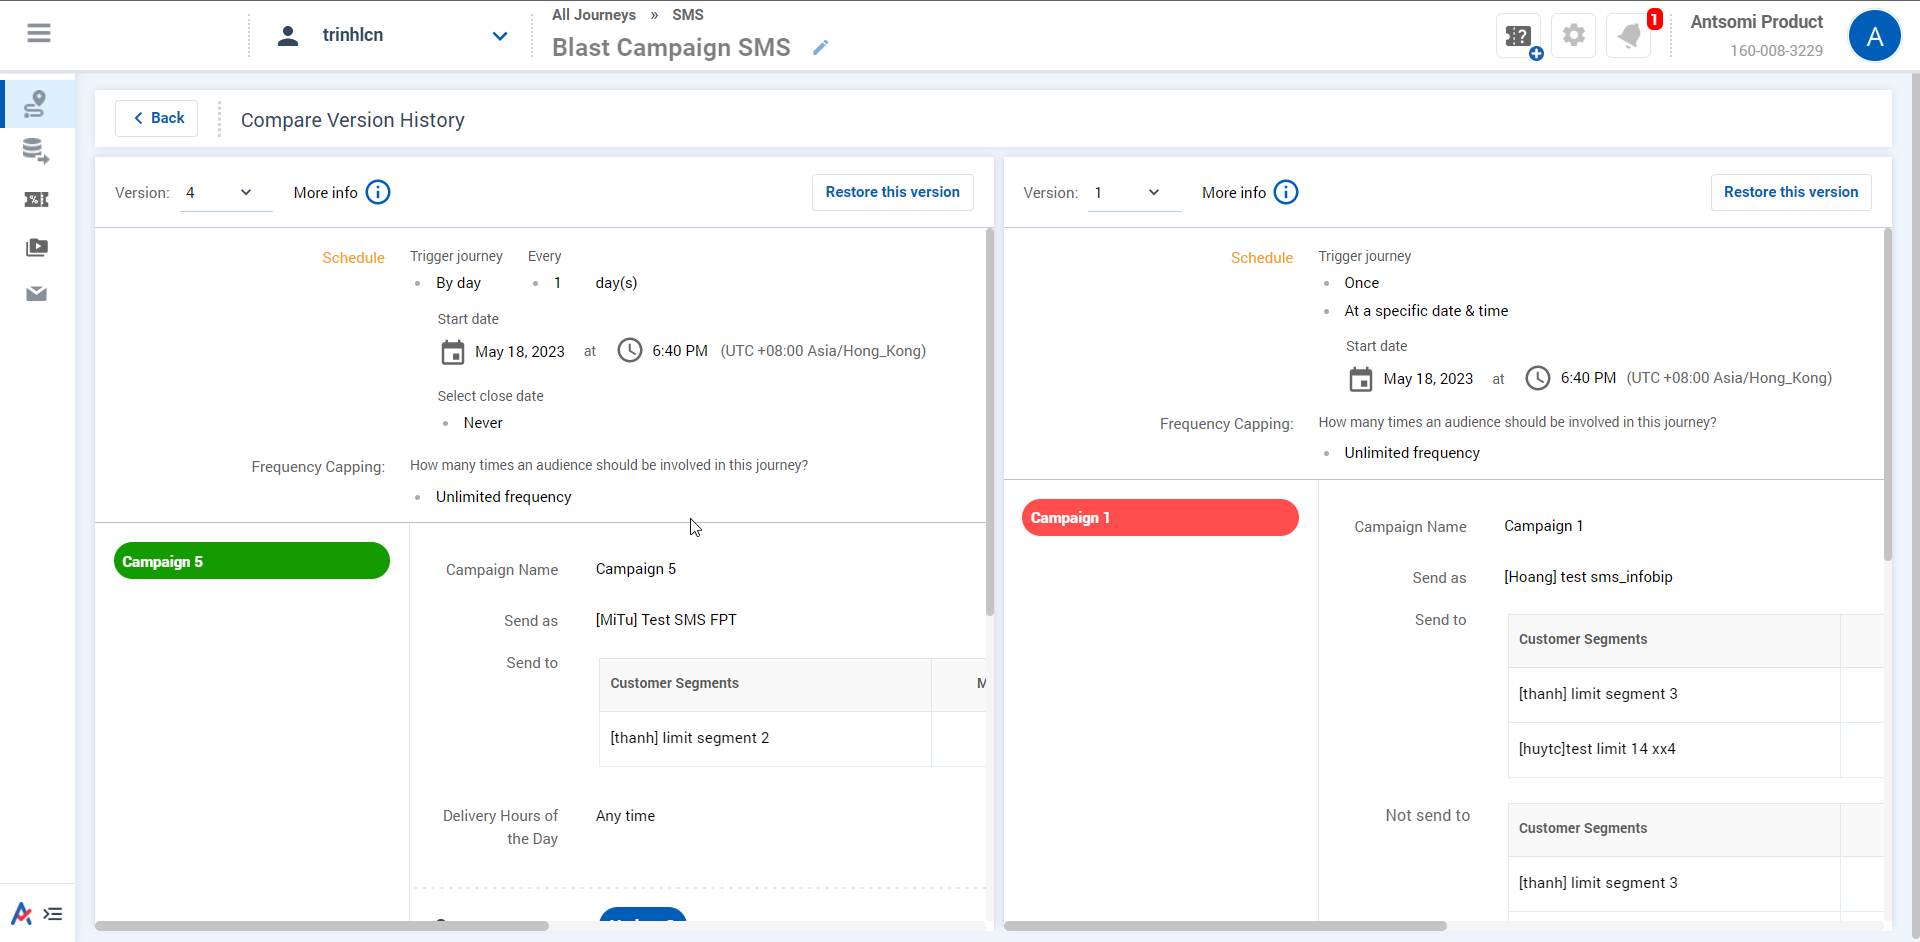 trinhlcn
All Journeys » SMS
Blast Campaign SMS
?
1
Antsomi Product
160-008-3229
A
Back
Compare Version History
Version: 4
More info
Restore this version
Schedule
Trigger journey Every
By day 1 day(s)
Start date
May 18, 2023 at 6:40 PM (UTC +08:00 Asia/Hong_Kong)
Select close date
Never
Frequency Capping: How many times an audience should be involved in this journey?
Unlimited frequency
Campaign 5
Campaign Name Campaign 5
Send as [MiTu] Test SMS FPT
Send to
Customer Segments M
[thanh] limit segment 2
Delivery Hours of
the Day
Any time
Version: 1
More info
Restore this version
Schedule
Trigger journey
Once
At a specific date & time
Start date
May 18, 2023 at 6:40 PM (UTC +08:00 Asia/Hong_Kong)
Frequency Capping: How many times an audience should be involved in this journey?
Unlimited frequency
Campaign 1
Campaign Name Campaign 1
Send as [Hoang] test sms_infobip
Send to
Customer Segments
[thanh] limit segment 3
[huytc]test limit 14 xx4
Not send to
Customer Segments
[thanh] limit segment 3